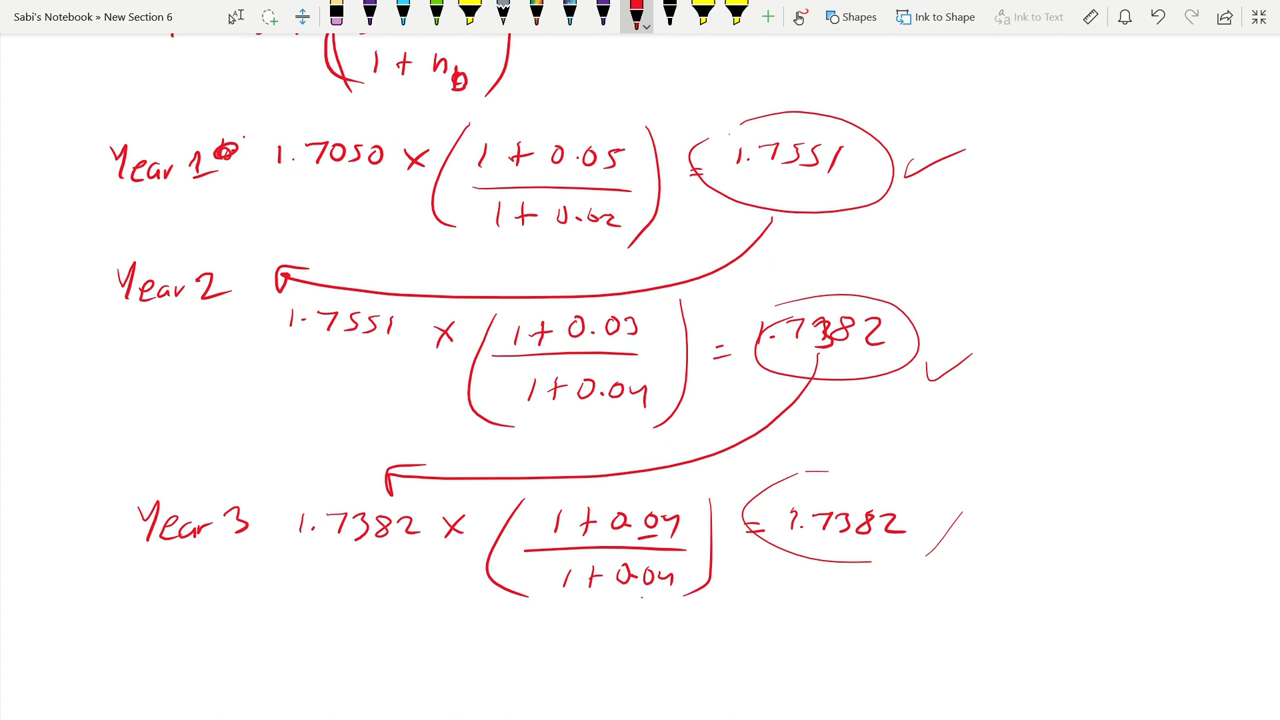 Sabi's Notebook » New Section 6 Shapes Ink to Shape Ink to Text
1 + hb
Year 1 1.7050 × (1 + 0.05 / 1 + 0.02) = 1.7551 ✓
Year 2
1.7551 × (1 + 0.03 / 1 + 0.04) = 1.7382 ✓
Year 3 1.7382 × (1 + 0.04 / 1 + 0.04) = 1.7382